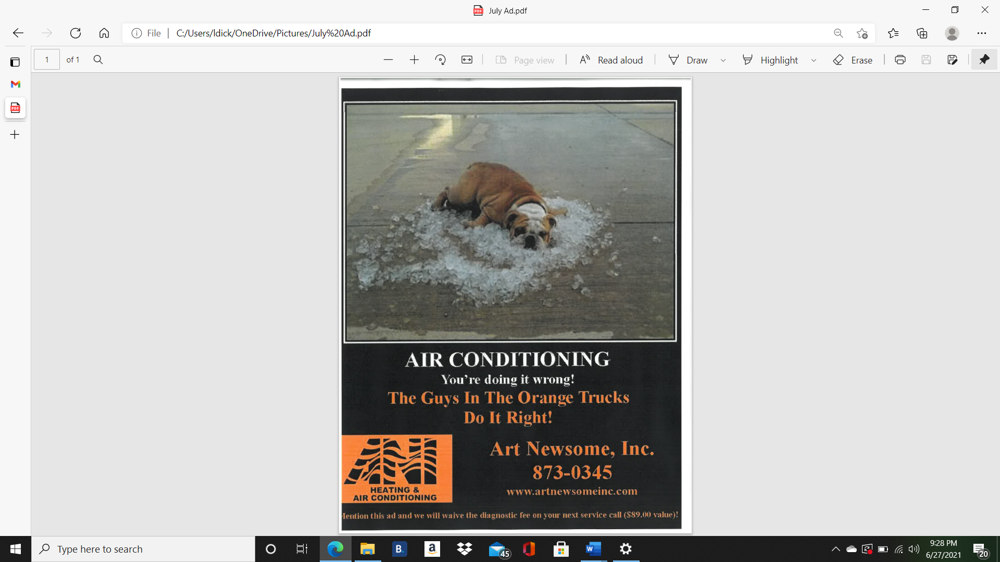 July Ad.pdf
File
C:/Users/ldick/OneDrive/Pictures/July%20Ad.pdf
1 of 1
Page view
Read aloud
Draw
Highlight
Erase
AIR CONDITIONING
You're doing it wrong!
The Guys In The Orange Trucks
Do It Right!
HEATING &
AIR CONDITIONING
Art Newsome, Inc.
873-0345
www.artnewsomeinc.com
this ad and we will waive the diagnostic fee on your next service call ($89.00 value)!
Type here to search
B.
a
45
W
9:28 PM
6/27/2021
20